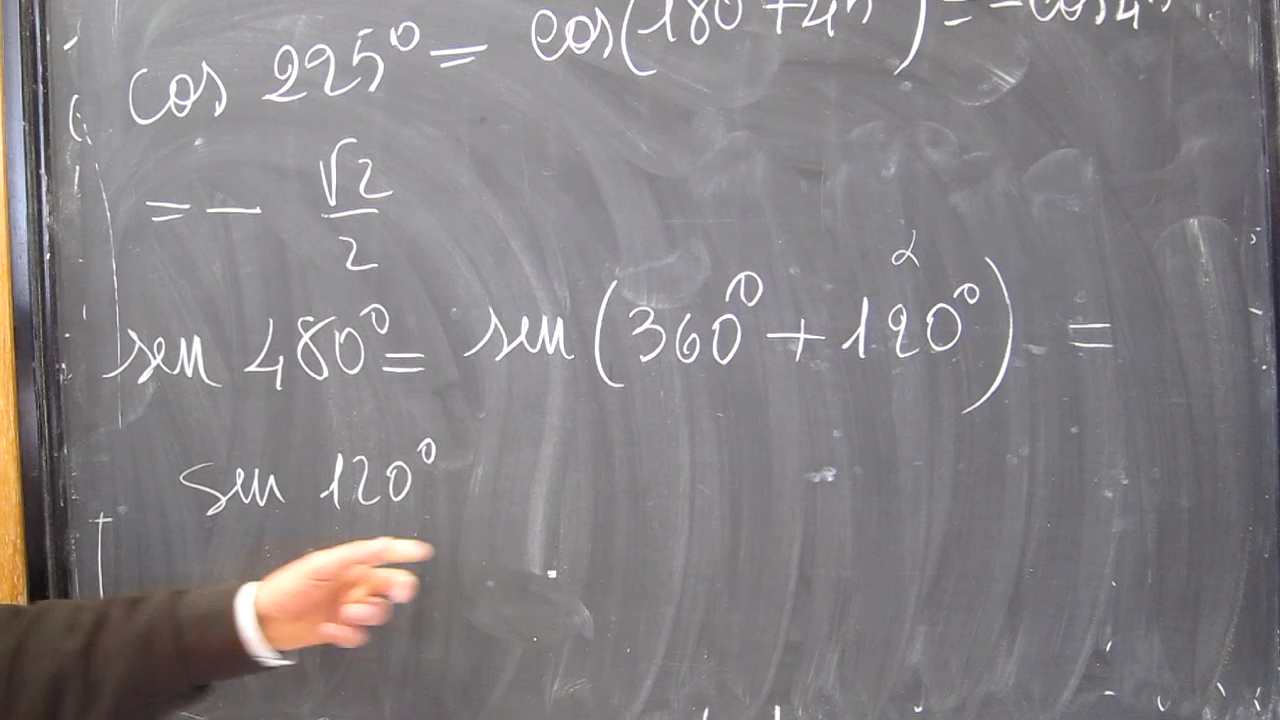 cos 225° = cos(180 + 45 ) = - cos 45
= - √2/2
α
sen 480° = sen (360° + 120°) =
sen 120°